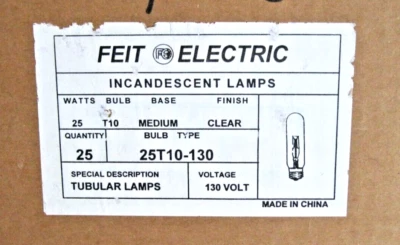 FEIT ELECTRIC
INCANDESCENT LAMPS
WATTS BULB BASE FINISH
25 T10 MEDIUM CLEAR
QUANTITY BULB TYPE
25 25T10-130
SPECIAL DESCRIPTION VOLTAGE
TUBULAR LAMPS 130 VOLT
MADE IN CHINA